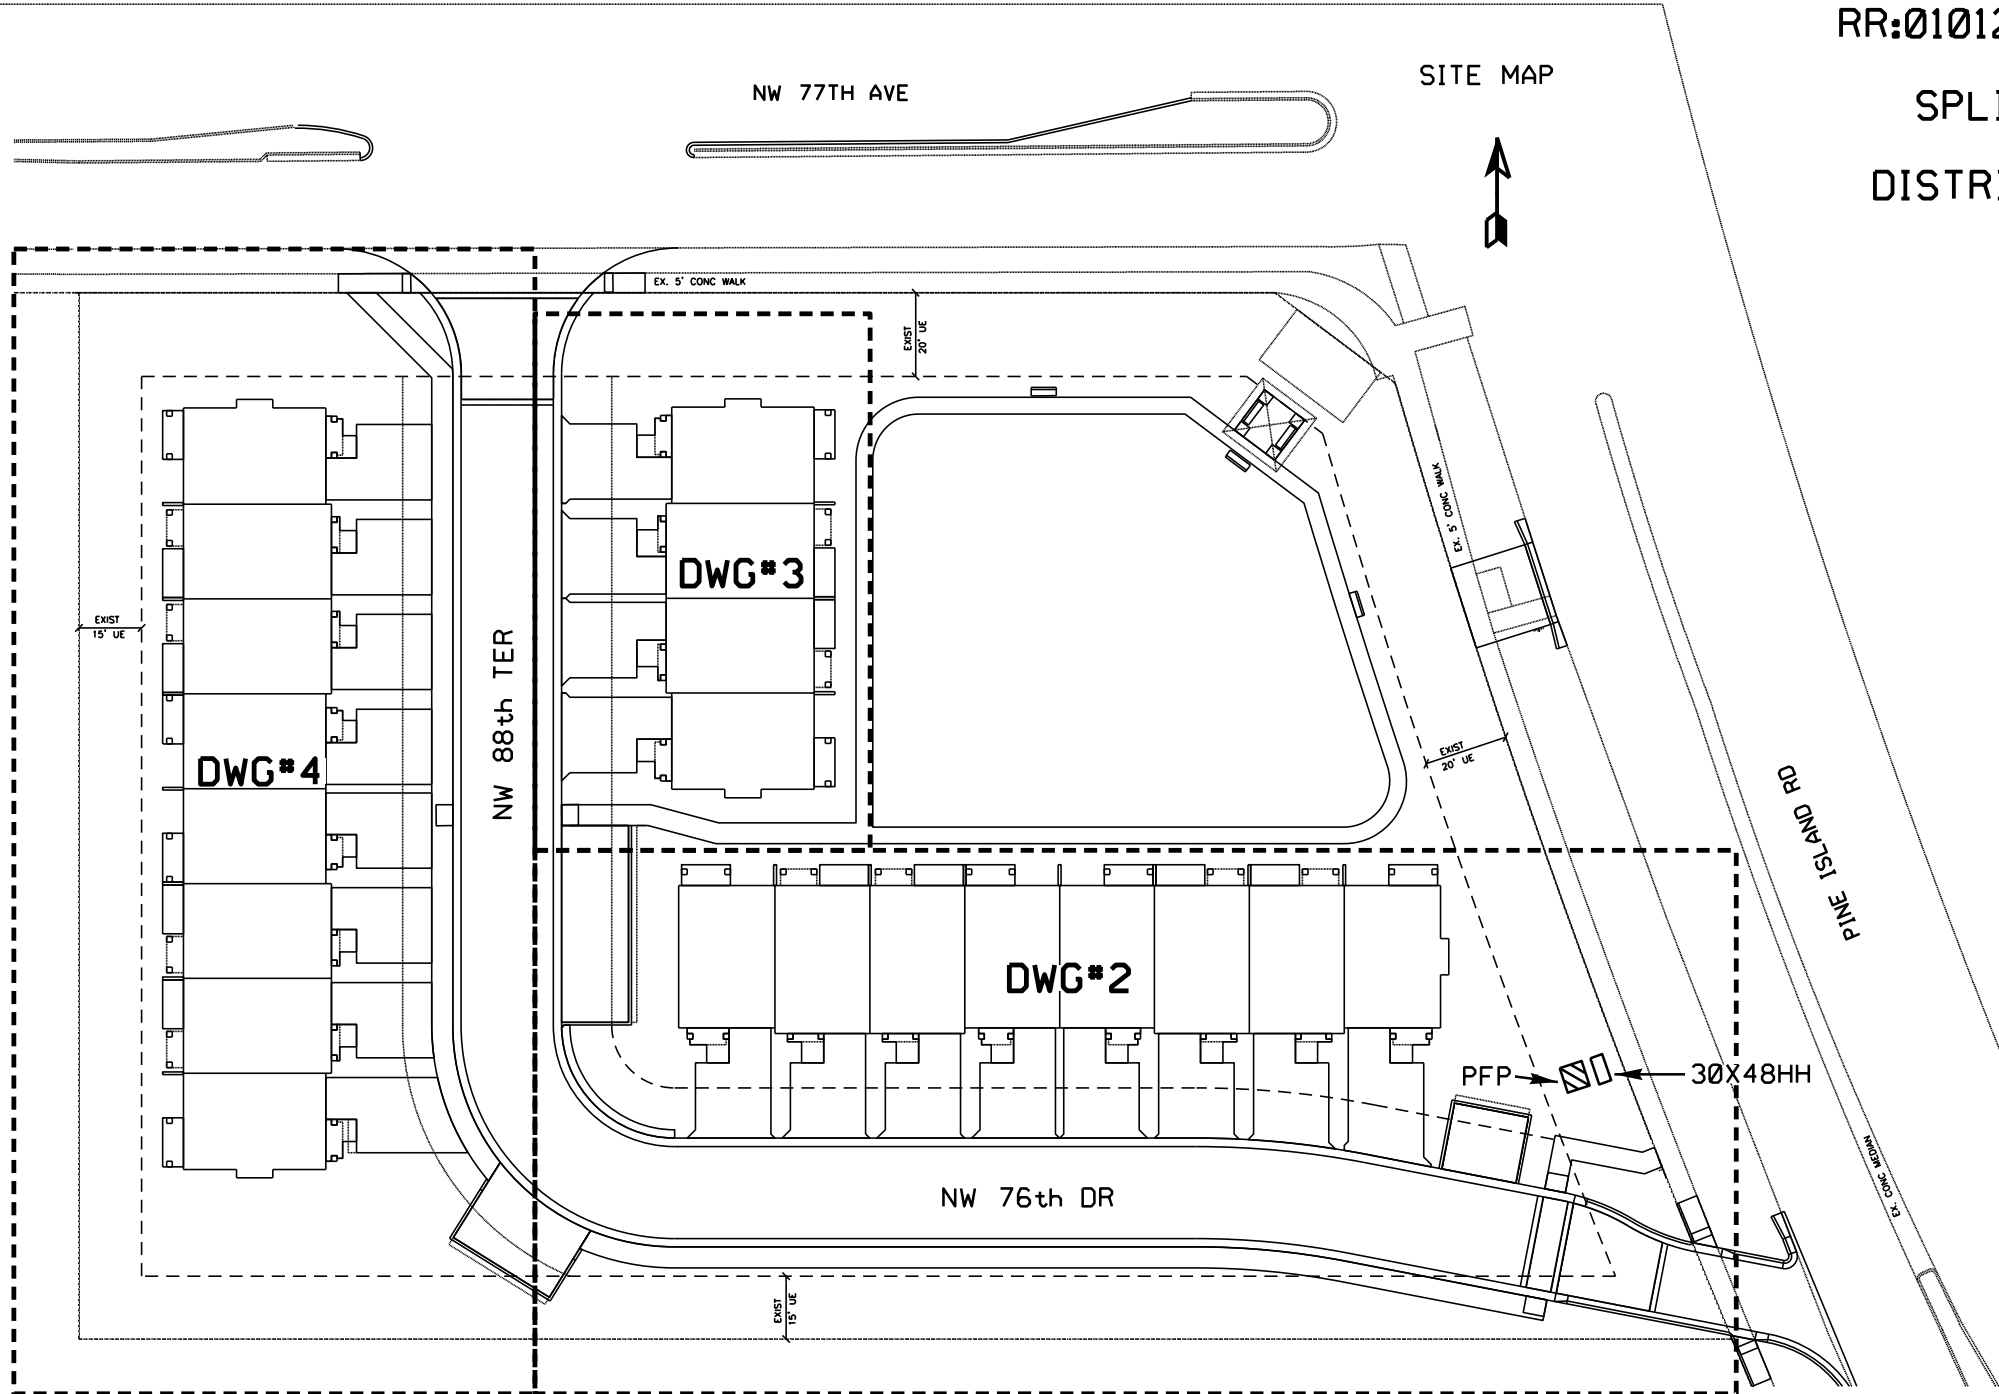 RR:01012
SITE MAP
NW 77TH AVE
SPLI
DISTRI
EX. 5' CONC WALK
EXIST
20' UE
EX. 5' CONC WALK
DWG#3
EXIST
15' UE
NW 88th TER
EXIST
20' UE
DWG#4
PINE ISLAND RD
DWG#2
PFP
30X48HH
EX. CONC MEDIAN
NW 76th DR
EXIST
15' UE